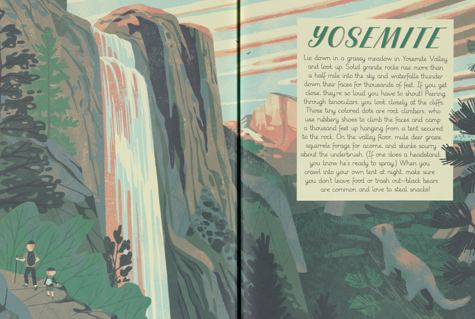 YOSEMITE
Lie down in a grassy meadow in Yosemite Valley
and look up. Solid granite rocks rise more than
a half mile into the sky and waterfalls thunder
down their faces for thousands of feet. If you get
close, they're so loud you have to shout! Peering
through binoculars, you look closely at the cliffs.
Those tiny colored dots are rock climbers, who
use rubbery shoes to climb the faces and camp
a thousand feet up hanging from a tent secured
to the rock. On the valley floor, mule deer graze,
squirrels forage for acorns, and skunks scurry
about the underbrush. (If one does a headstand,
you know he's ready to spray.) When you
crawl into your own tent at night, make sure
you don't leave food or trash out—black bears
are common and love to steal snacks!